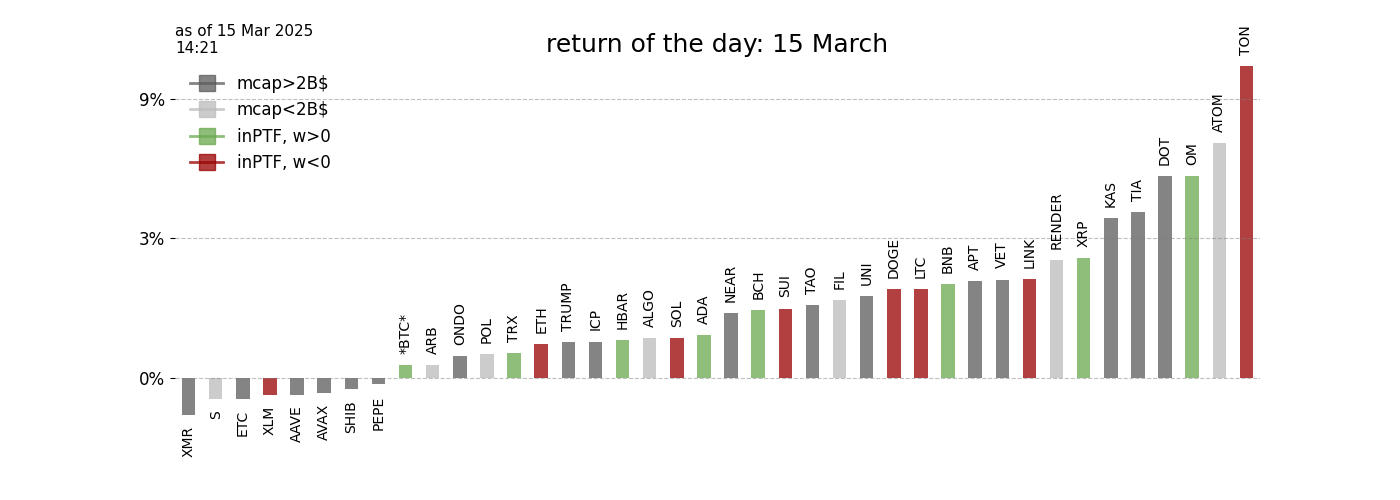 as of 15 Mar 2025
14:21
return of the day: 15 March
mcap>2B$
mcap<2B$
inPTF, w>0
inPTF, w<0
9%
3%
0%
XMR
S
ETC
XLM
AAVE
AVAX
SHIB
PEPE
*BTC*
ARB
ONDO
POL
TRX
ETH
TRUMP
ICP
HBAR
ALGO
SOL
ADA
NEAR
BCH
SUI
TAO
FIL
UNI
DOGE
LTC
BNB
APT
VET
LINK
RENDER
XRP
KAS
TIA
DOT
OM
ATOM
TON